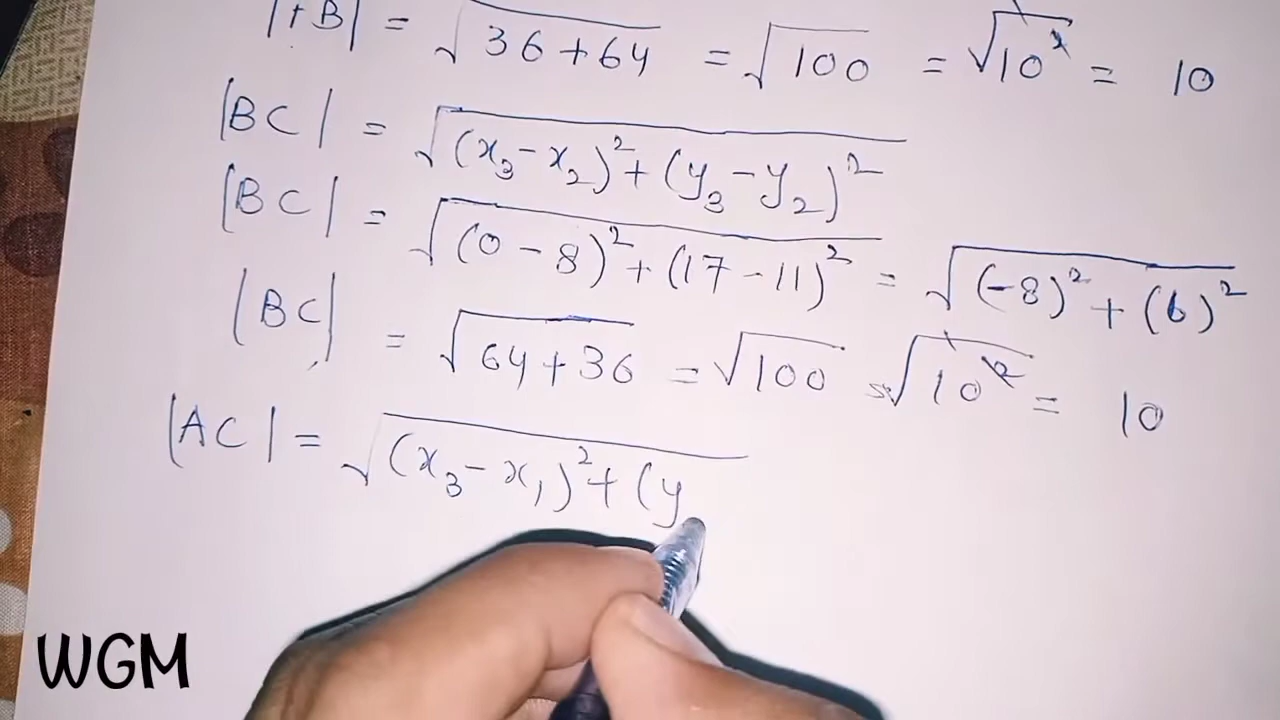 |AB| = √36+64 = √100 = √10² = 10
|BC| = √(x₃-x₂)²+(y₃-y₂)²
|BC| = √(0-8)²+(17-11)² = √(-8)²+(6)²
|BC| = √64+36 = √100 = √10² = 10
|AC| = √(x₃-x₁)²+(y
WGM